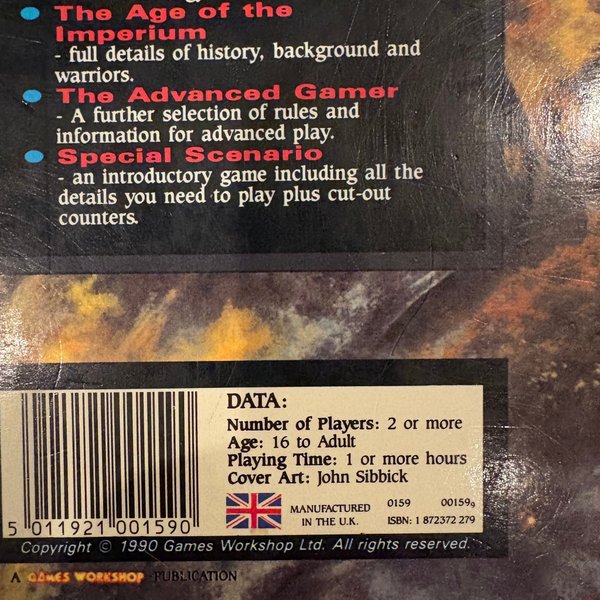 The Age of the
Imperium
- full details of history, background and
warriors.
The Advanced Gamer
- A further selection of rules and
information for advanced play.
Special Scenario
- an introductory game including all the
details you need to play plus cut-out
counters.
DATA:
Number of Players: 2 or more
Age: 16 to Adult
Playing Time: 1 or more hours
Cover Art: John Sibbick
MANUFACTURED
IN THE U.K.
0159 00159₉
ISBN: 1 872372 279
5 011921 001590
Copyright © 1990 Games Workshop Ltd. All rights reserved.
A GAMES WORKSHOP PUBLICATION